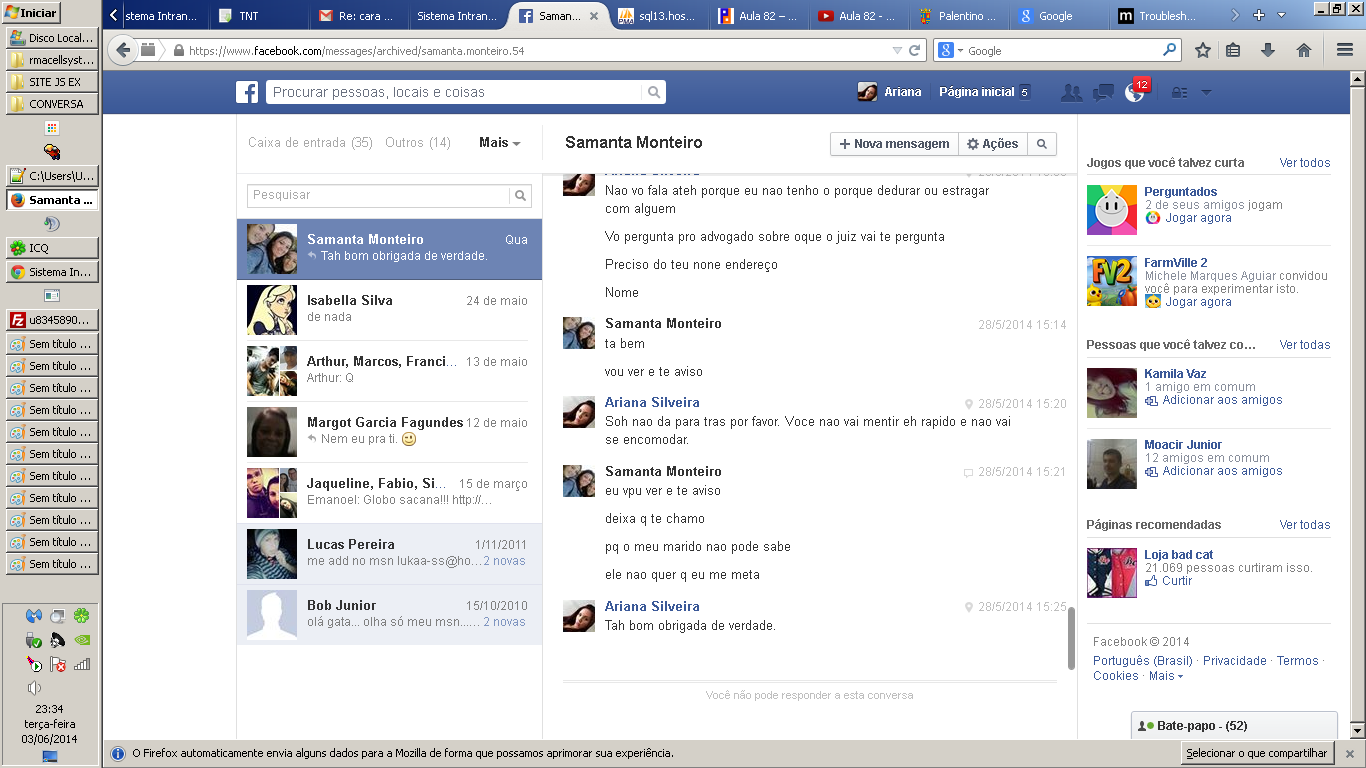 Iniciar
Disco Local...
rmacellsyst...
SITE JS EX
CONVERSA
C:\Users\U...
Samanta ...
ICQ
Sistema In...
u8345890...
Sem título ...
Sem título ...
Sem título ...
Sem título ...
Sem título ...
Sem título ...
Sem título ...
Sem título ...
Sem título ...
Sem título ...
Sem título ...
23:34
terça-feira
03/06/2014
istema Intran...
TNT
Re: cara ...
Sistema Intran...
Saman...
sql13.hos...
Aula 82 – ...
Aula 82 - ...
Palentino ...
Google
Troublesh...
https://www.facebook.com/messages/archived/samanta.monteiro.54
Google
Procurar pessoas, locais e coisas
Ariana
Página inicial 5
12
Caixa de entrada (35) Outros (14) Mais
Pesquisar
Samanta Monteiro Qua
Tah bom obrigada de verdade.
Isabella Silva 24 de maio
de nada
Arthur, Marcos, Franci... 13 de maio
Arthur: Q
Margot Garcia Fagundes 12 de maio
Nem eu pra ti.
Jaqueline, Fabio, Si... 15 de março
Emanoel: Globo sacana!!! http://...
Lucas Pereira 1/11/2011
me add no msn lukaa-ss@ho... 2 novas
Bob Junior 15/10/2010
olá gata... olha só meu msn.... 2 novas
Samanta Monteiro
Nova mensagem
Ações
Nao vo fala ateh porque eu nao tenho o porque dedurar ou estragar
com alguem
Vo pergunta pro advogado sobre oque o juiz vai te pergunta
Preciso do teu none endereço
Nome
Samanta Monteiro 28/5/2014 15:14
ta bem
vou ver e te aviso
Ariana Silveira 28/5/2014 15:20
Soh nao da para tras por favor. Voce nao vai mentir eh rapido e nao vai
se encomodar.
Samanta Monteiro 28/5/2014 15:21
eu vpu ver e te aviso
deixa q te chamo
pq o meu marido nao pode sabe
ele nao quer q eu me meta
Ariana Silveira 28/5/2014 15:25
Tah bom obrigada de verdade.
Você não pode responder a esta conversa
Jogos que você talvez curta Ver todos
Perguntados
2 de seus amigos jogam
Jogar agora
FarmVille 2
Michele Marques Aguiar convidou
você para experimentar isto.
Jogar agora
Pessoas que você talvez co... Ver todas
Kamila Vaz
1 amigo em comum
Adicionar aos amigos
Moacir Junior
12 amigos em comum
Adicionar aos amigos
Páginas recomendadas Ver todas
Loja bad cat
21.069 pessoas curtiram isso.
Curtir
Facebook © 2014
Português (Brasil) · Privacidade · Termos ·
Cookies · Mais
Bate-papo - (52)
O Firefox automaticamente envia alguns dados para a Mozilla de forma que possamos aprimorar sua experiência.
Selecionar o que compartilhar